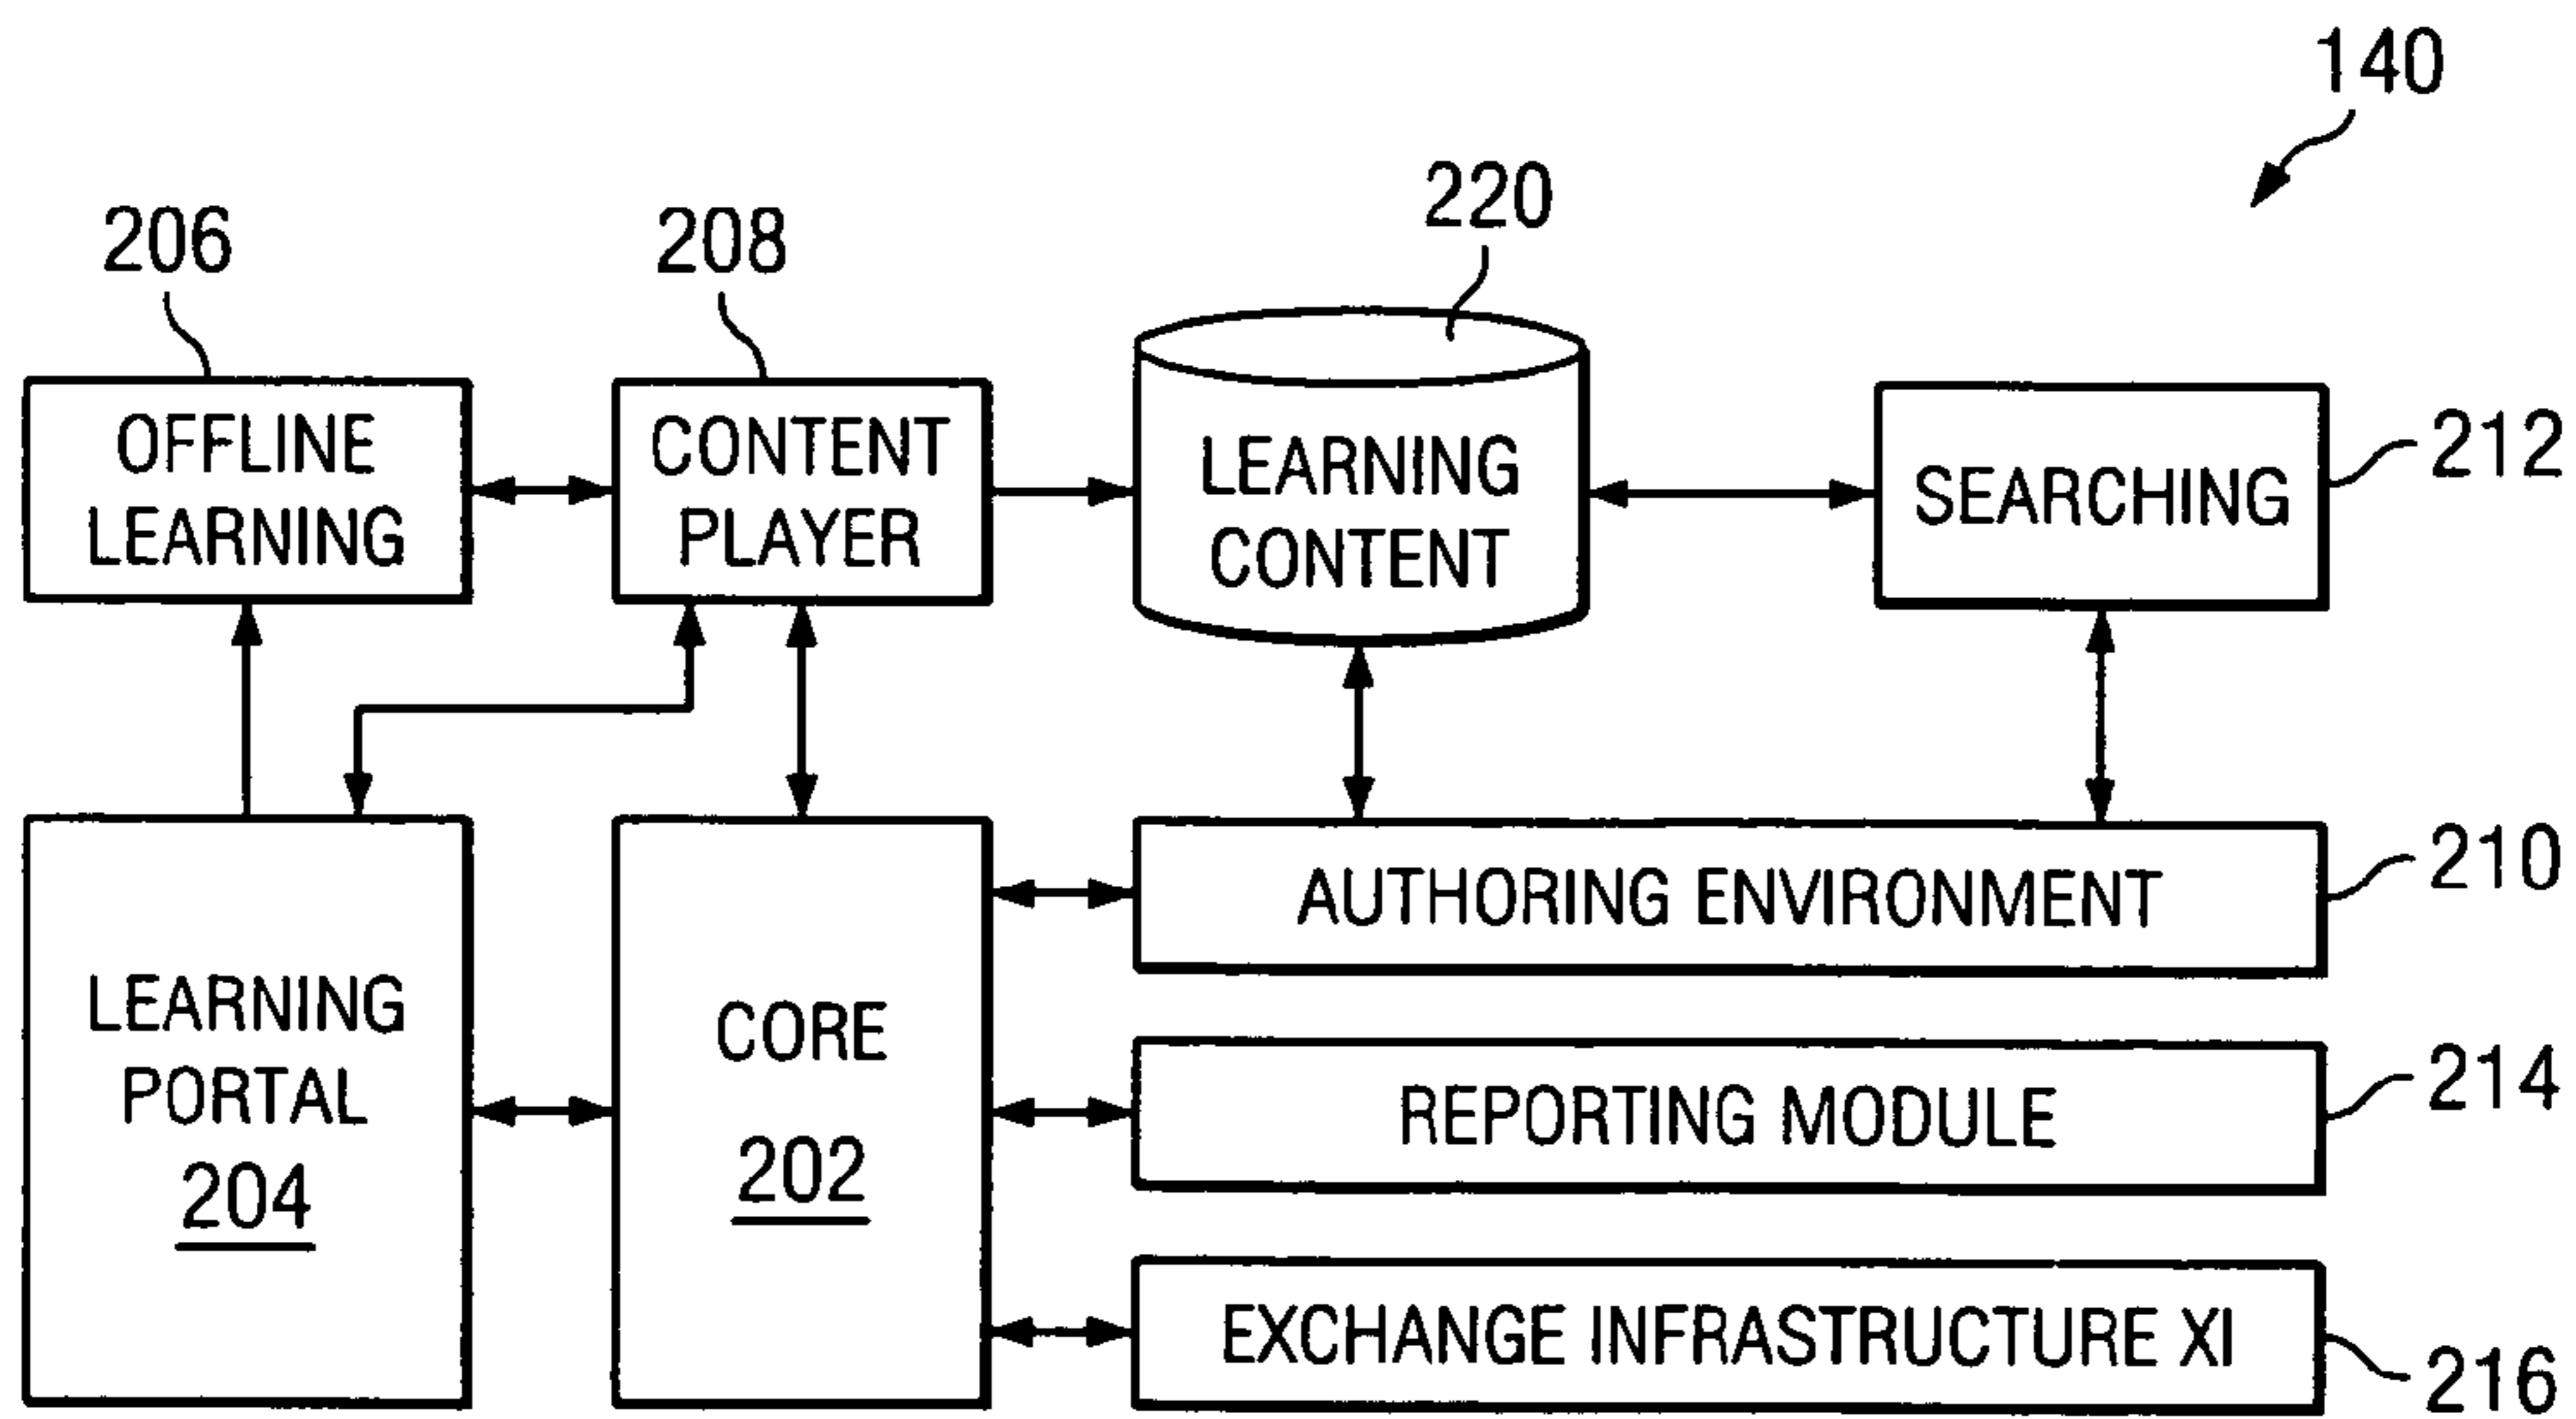 140
206
208
220
OFFLINE
LEARNING
CONTENT
PLAYER
LEARNING
CONTENT
SEARCHING
212
LEARNING
PORTAL
204
CORE
202
AUTHORING ENVIRONMENT
210
REPORTING MODULE
214
EXCHANGE INFRASTRUCTURE XI
216